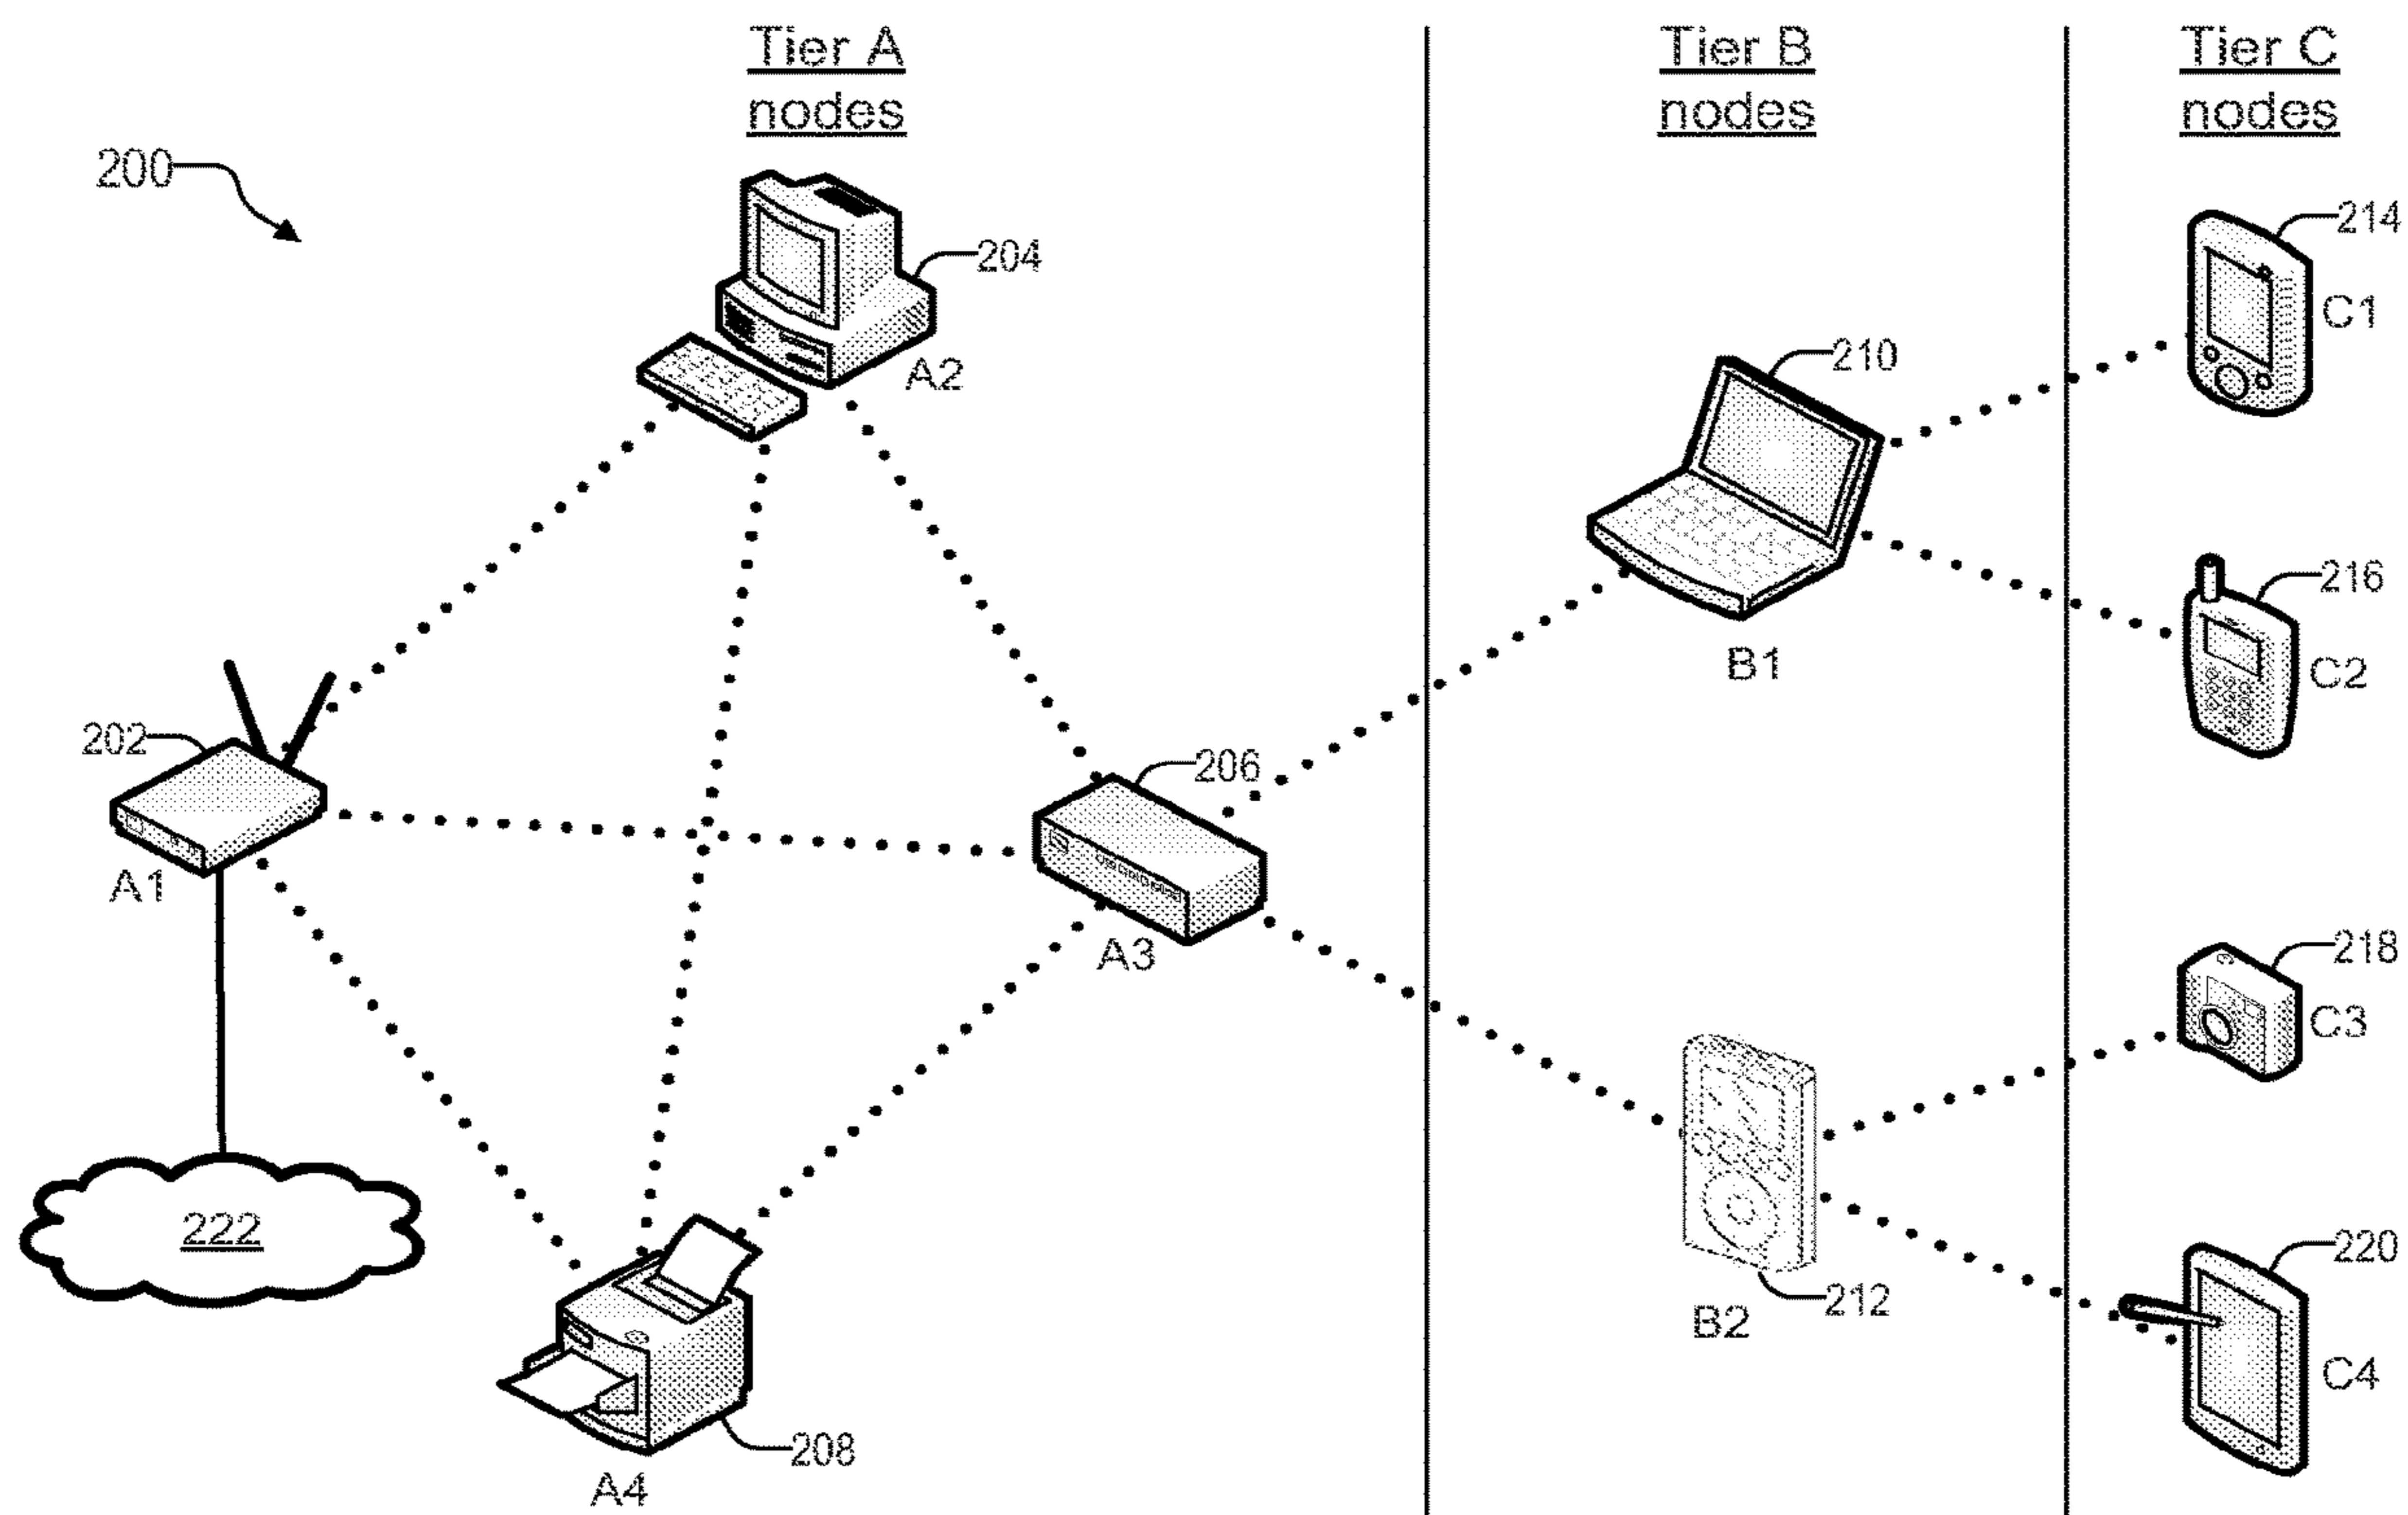 Tier A
nodes
Tier B
nodes
Tier C
nodes
200
204
A2
214
C1
210
B1
216
C2
202
A1
206
A3
218
C3
222
212
B2
220
C4
208
A4